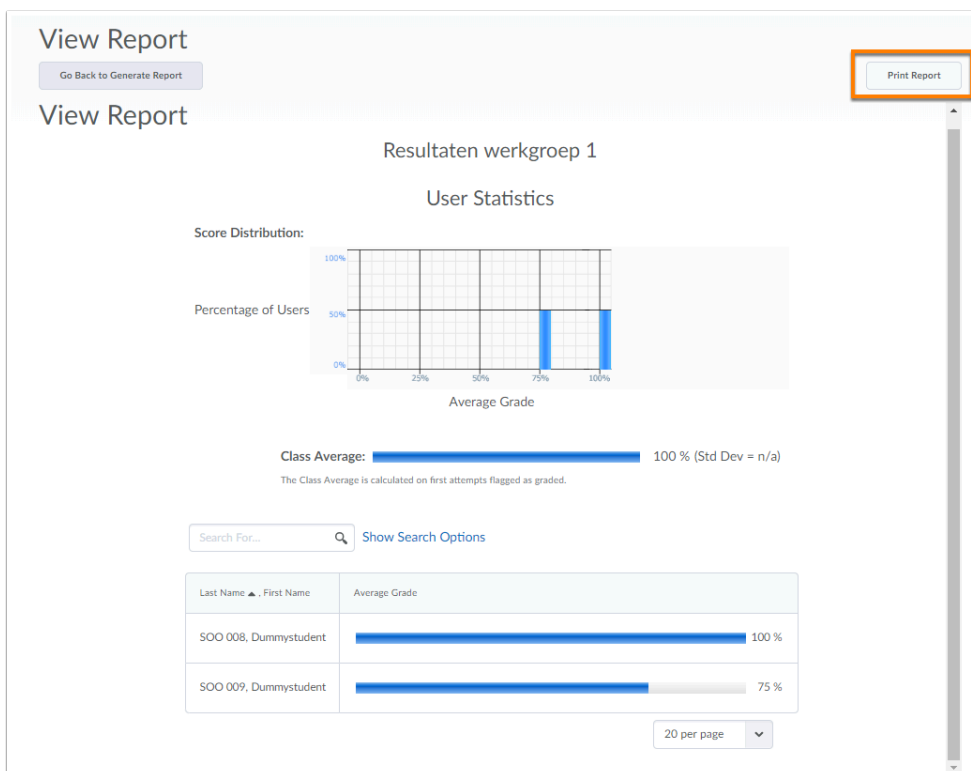 View Report
Go Back to Generate Report
Print Report
View Report
Resultaten werkgroep 1
User Statistics
Score Distribution:
100%
Percentage of Users
50%
0%
0% 25% 50% 75% 100%
Average Grade
Class Average: 100 % (Std Dev = n/a)
The Class Average is calculated on first attempts flagged as graded.
Search For... Show Search Options
Last Name , First Name Average Grade
SOO 008, Dummystudent 100 %
SOO 009, Dummystudent 75 %
20 per page